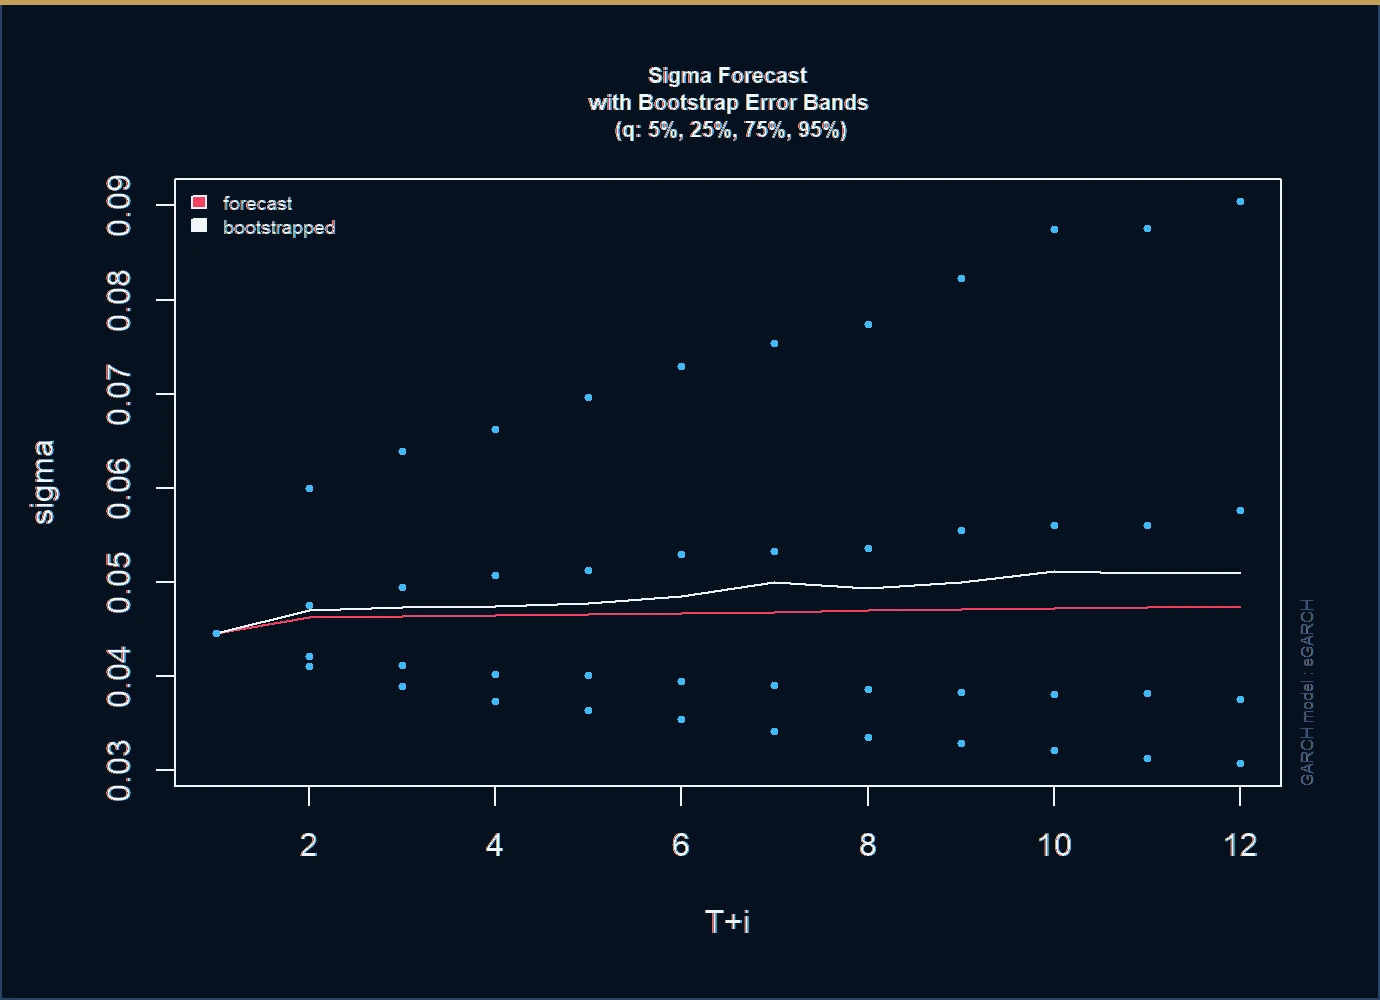 Sigma Forecast
with Bootstrap Error Bands
(q: 5%, 25%, 75%, 95%)
forecast
bootstrapped
0.09
0.08
0.07
0.06
0.05
0.04
0.03
sigma
GARCH model : eGARCH
2 4 6 8 10 12
T+i